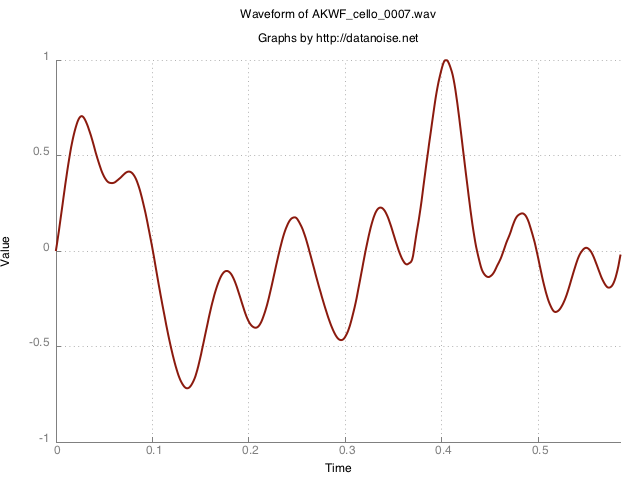 Waveform of AKWF_cello_0007.wav
Graphs by http://datanoise.net
1
0.5
0
-0.5
-1
Value
0 0.1 0.2 0.3 0.4 0.5
Time